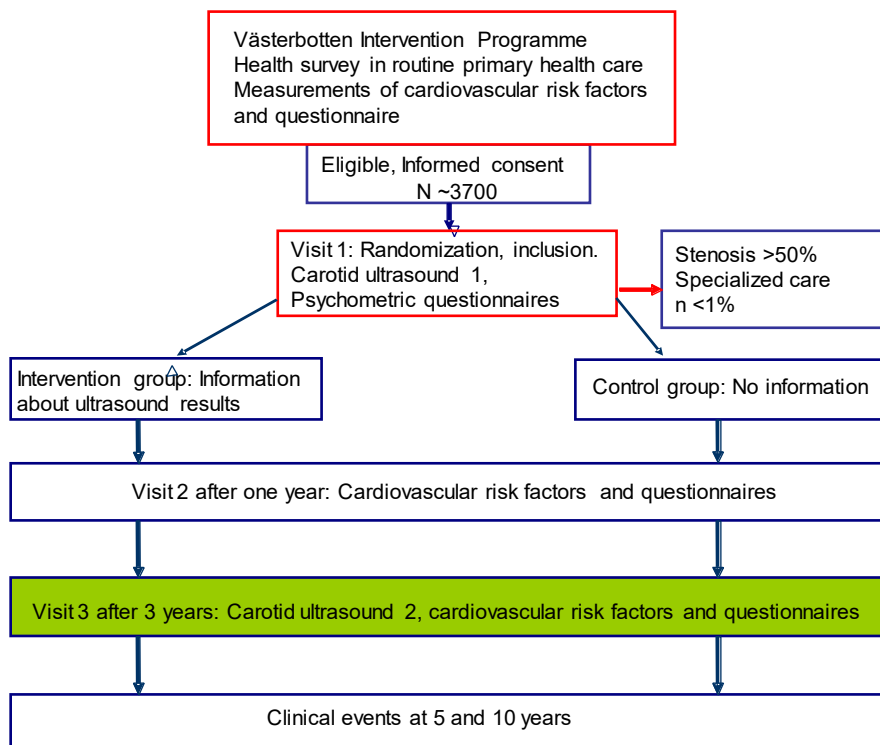 Västerbotten Intervention Programme
Health survey in routine primary health care
Measurements of cardiovascular risk factors
and questionnaire
Eligible, Informed consent
N ~3700
Visit 1: Randomization, inclusion.
Carotid ultrasound 1,
Psychometric questionnaires
Stenosis >50%
Specialized care
n <1%
Intervention group: Information
about ultrasound results
Control group: No information
Visit 2 after one year: Cardiovascular risk factors and questionnaires
Visit 3 after 3 years: Carotid ultrasound 2, cardiovascular risk factors and questionnaires
Clinical events at 5 and 10 years